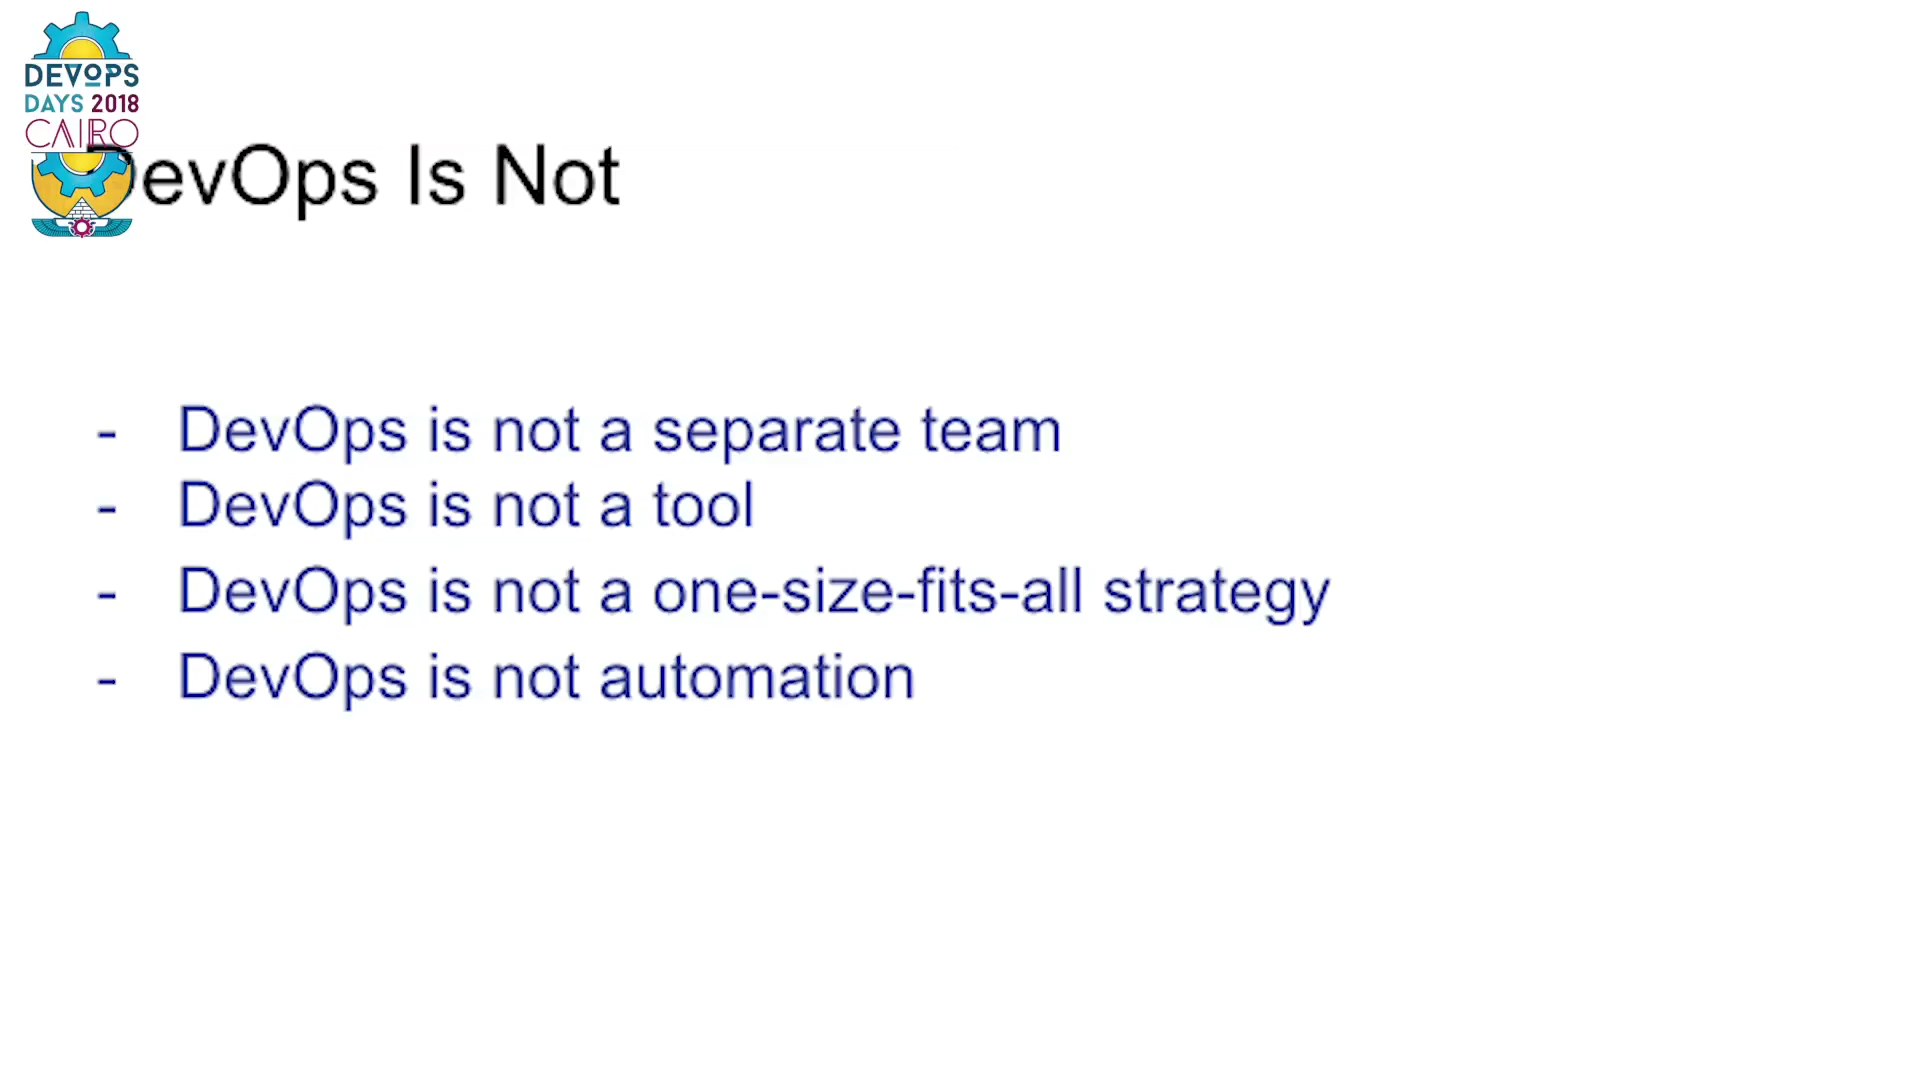 DEVOPS
DAYS 2018
CAIRO
DevOps Is Not
- DevOps is not a separate team
- DevOps is not a tool
- DevOps is not a one-size-fits-all strategy
- DevOps is not automation